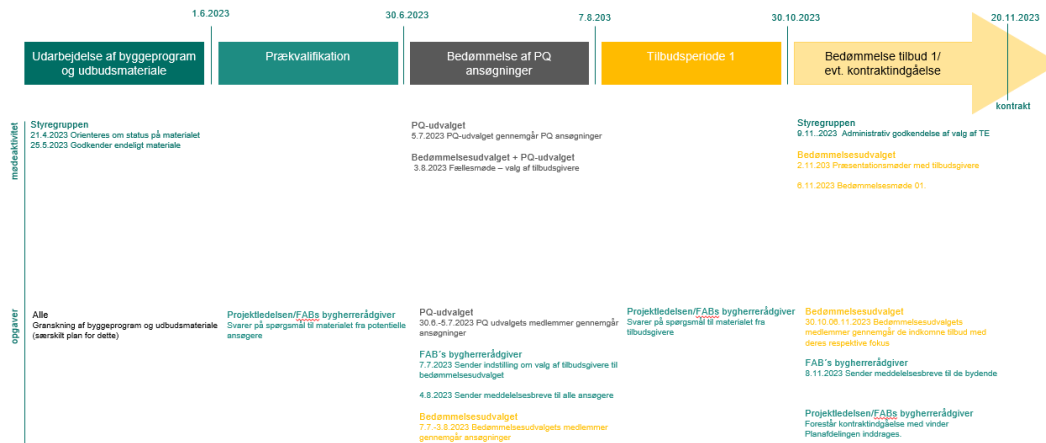 1.6.2023
30.6.2023
7.8.203
30.10.2023
20.11.2023
Udarbejdelse af byggeprogram
og udbudsmateriale
Prækvalifikation
Bedømmelse af PQ
ansøgninger
Tilbudsperiode 1
Bedømmelse tilbud 1/
evt. kontraktindgåelse
kontrakt
mødeaktivitet
Styregruppen
21.4.2023 Orienteres om status på materialet
25.5.2023 Godkender endeligt materiale
PQ-udvalget
5.7.2023 PQ-udvalget gennemgår PQ ansøgninger
Bedømmelsesudvalget + PQ-udvalget
3.8.2023 Fællesmøde – valg af tilbudsgivere
Styregruppen
9.11..2023 Administrativ godkendelse af valg af TE
Bedømmelsesudvalget
2.11.203 Præsentationsmøder med tilbudsgivere
6.11.2023 Bedømmelsesmøde 01.
opgaver
Alle
Granskning af byggeprogram og udbudsmateriale
(særskilt plan for dette)
Projektledelsen/FABs bygherrerådgiver
Svarer på spørgsmål til materialet fra potentielle
ansøgere
PQ-udvalget
30.6.-5.7.2023 PQ udvalgets medlemmer gennemgår
ansøgninger
FAB´s bygherrerådgiver
7.7.2023 Sender indstilling om valg af tilbudsgivere til
bedømmelsesudvalget
4.8.2023 Sender meddelelsesbreve til alle ansøgere
Bedømmelsesudvalget
7.7.-3.8.2023 Bedømmelsesudvalgets medlemmer
gennemgår ansøgninger
Projektledelsen/FABs bygherrerådgiver
Svarer på spørgsmål til materialet fra
tilbudsgivere
Bedømmelsesudvalget
30.10.06.11.2023 Bedømmelsesudvalgets
medlemmer gennemgår de indkomne tilbud med
deres respektive fokus
FAB´s bygherrerådgiver
8.11.2023 Sender meddelelsesbreve til de bydende
Projektledelsen/FABs bygherrerådgiver
Forestår kontraktindgåelse med vinder
Planafdelingen inddrages.